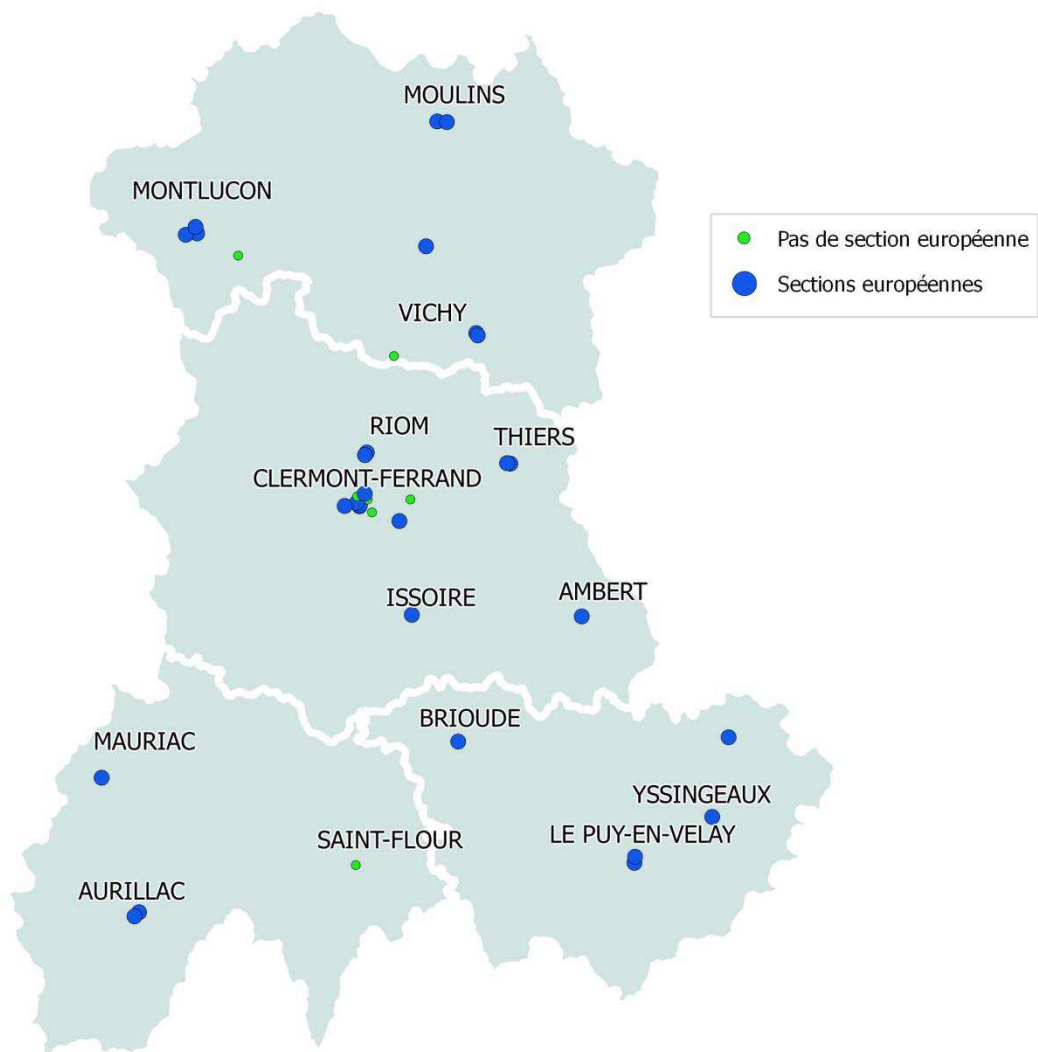 MOULINS
MONTLUCON
Pas de section européenne
Sections européennes
VICHY
RIOM
THIERS
CLERMONT-FERRAND
ISSOIRE
AMBERT
BRIOUDE
MAURIAC
YSSINGEAUX
LE PUY-EN-VELAY
SAINT-FLOUR
AURILLAC